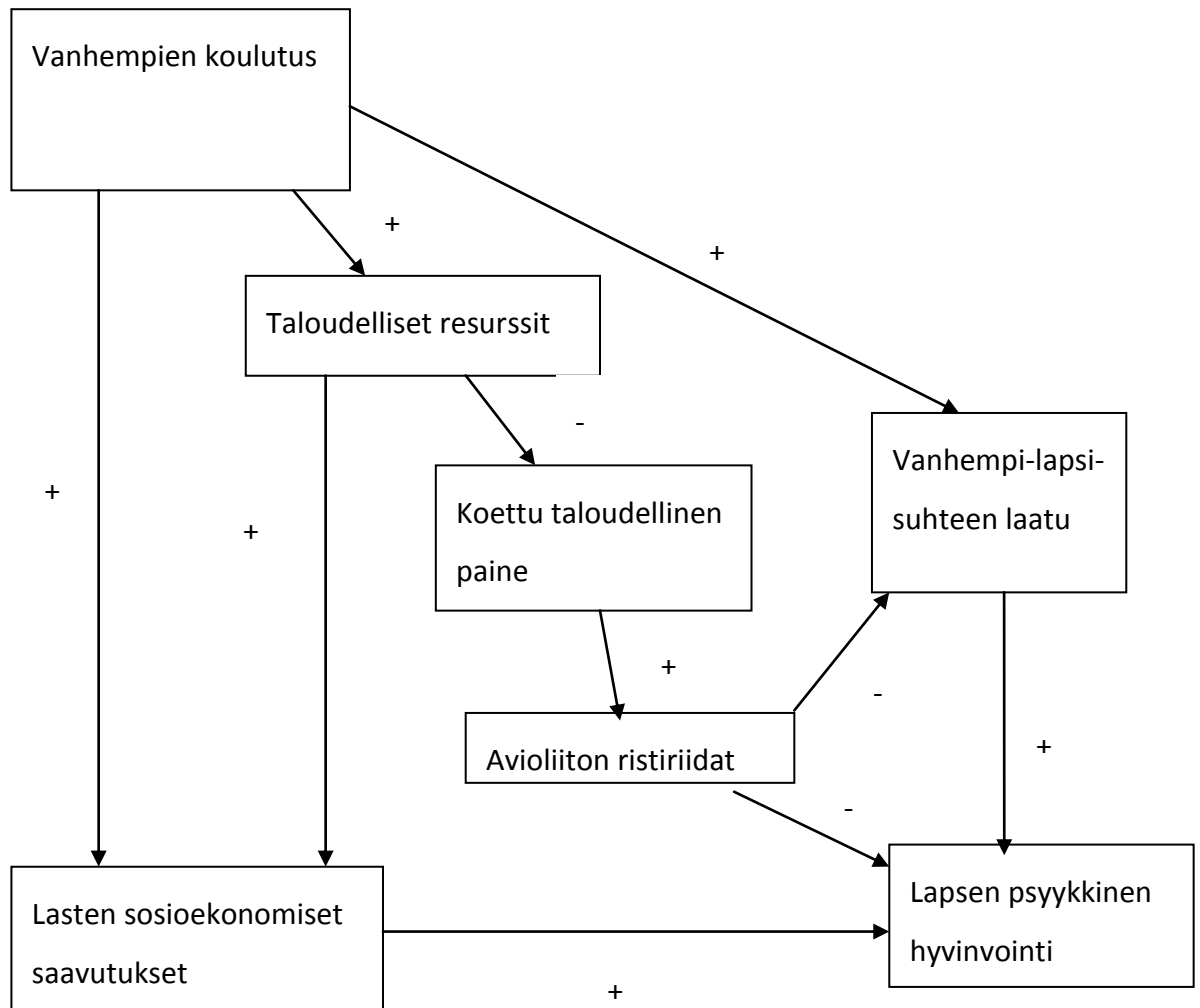 Vanhempien koulutus
+
+
Taloudelliset resurssit
-
Vanhempi-lapsi-
suhteen laatu
+
Koettu taloudellinen
paine
+
+
-
Avioliiton ristiriidat
+
-
Lasten sosioekonomiset
saavutukset
Lapsen psyykkinen
hyvinvointi
+